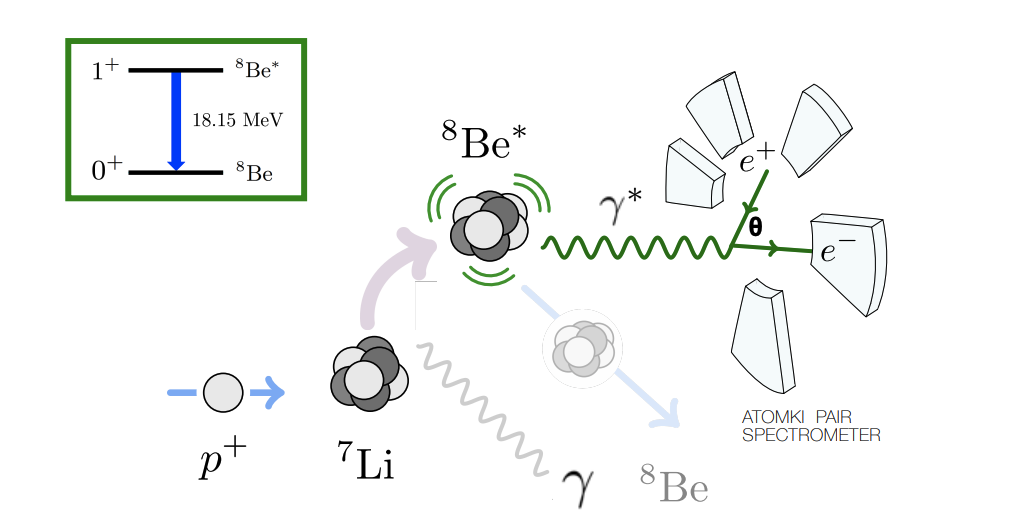 1⁺ ⁸Be*
18.15 MeV
0⁺ ⁸Be
⁸Be*
γ*
e⁺
θ
e⁻
ATOMKI PAIR
SPECTROMETER
p⁺
⁷Li
γ
⁸Be